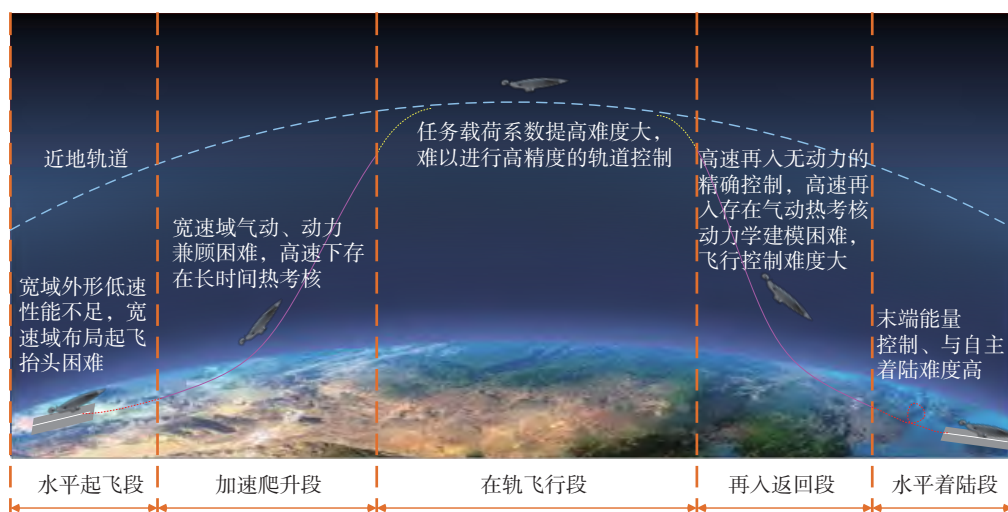 近地轨道
宽域外形低速
性能不足，宽
速域布局起飞
抬头困难
宽速域气动、动力
兼顾困难，高速下存
在长时间热考核
任务载荷系数提高难度大，
难以进行高精度的轨道控制
高速再入无动力的
精确控制，高速再
入存在气动热考核
动力学建模困难，
飞行控制难度大
末端能量
控制、与自主
着陆难度高
水平起飞段
加速爬升段
在轨飞行段
再入返回段
水平着陆段